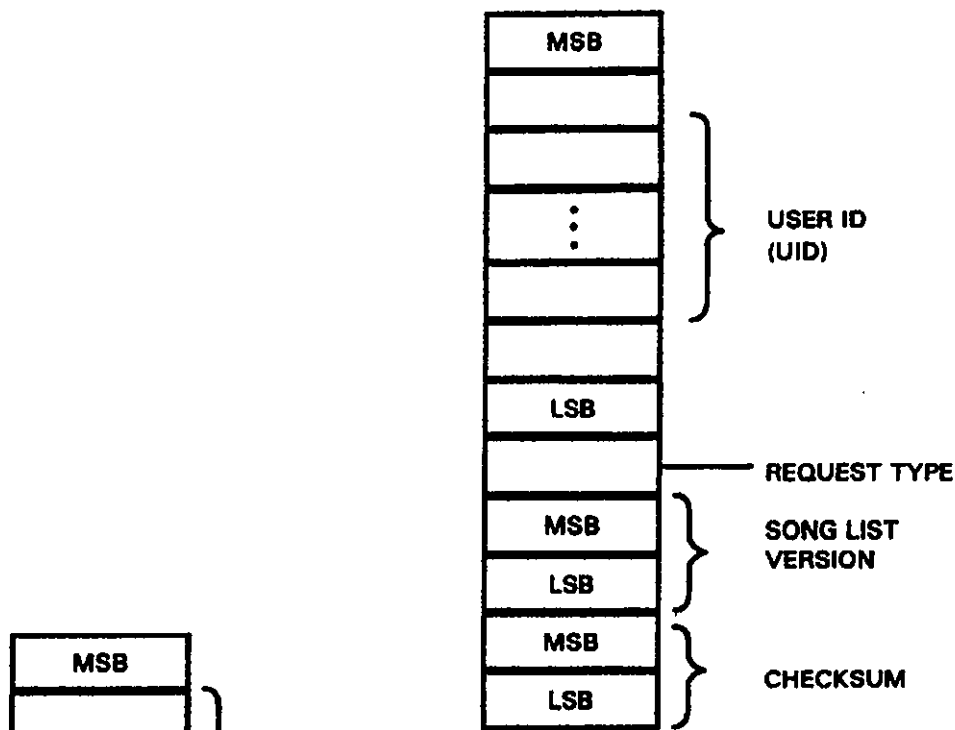 MSB
USER ID
(UID)
LSB
REQUEST TYPE
MSB
SONG LIST
VERSION
LSB
MSB
CHECKSUM
LSB
MSB